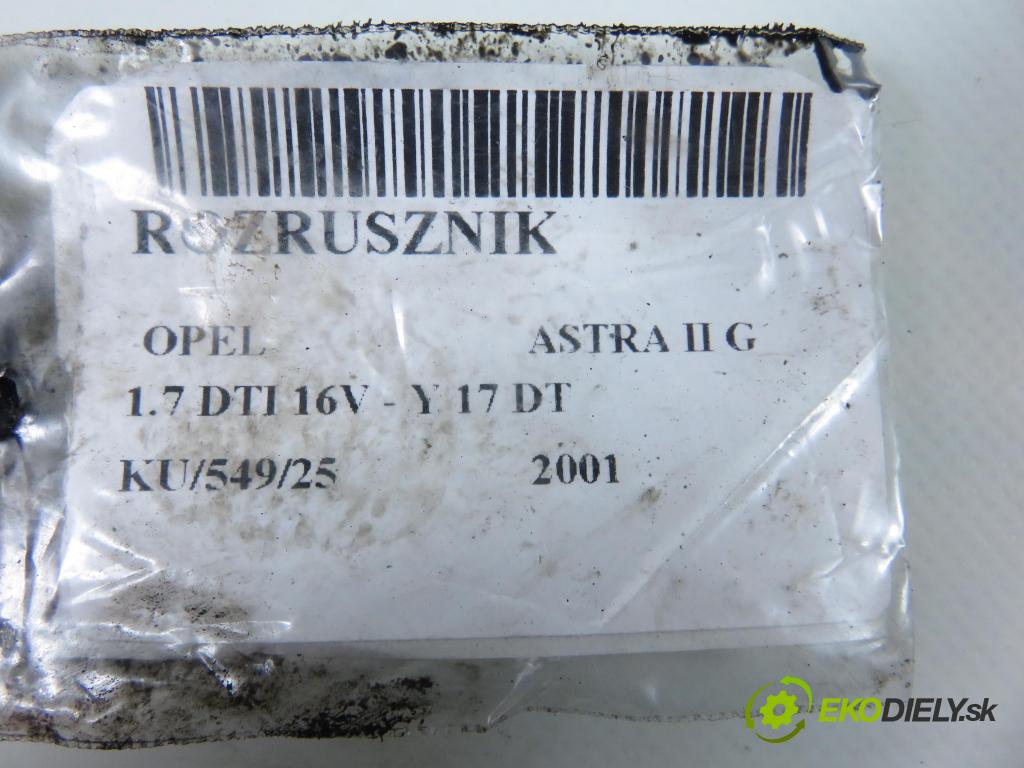 ROZRUSZNIK
OPEL ASTRA II G
1.7 DTI 16V - Y 17 DT
KU/549/25 2001
EKODIELY.sk